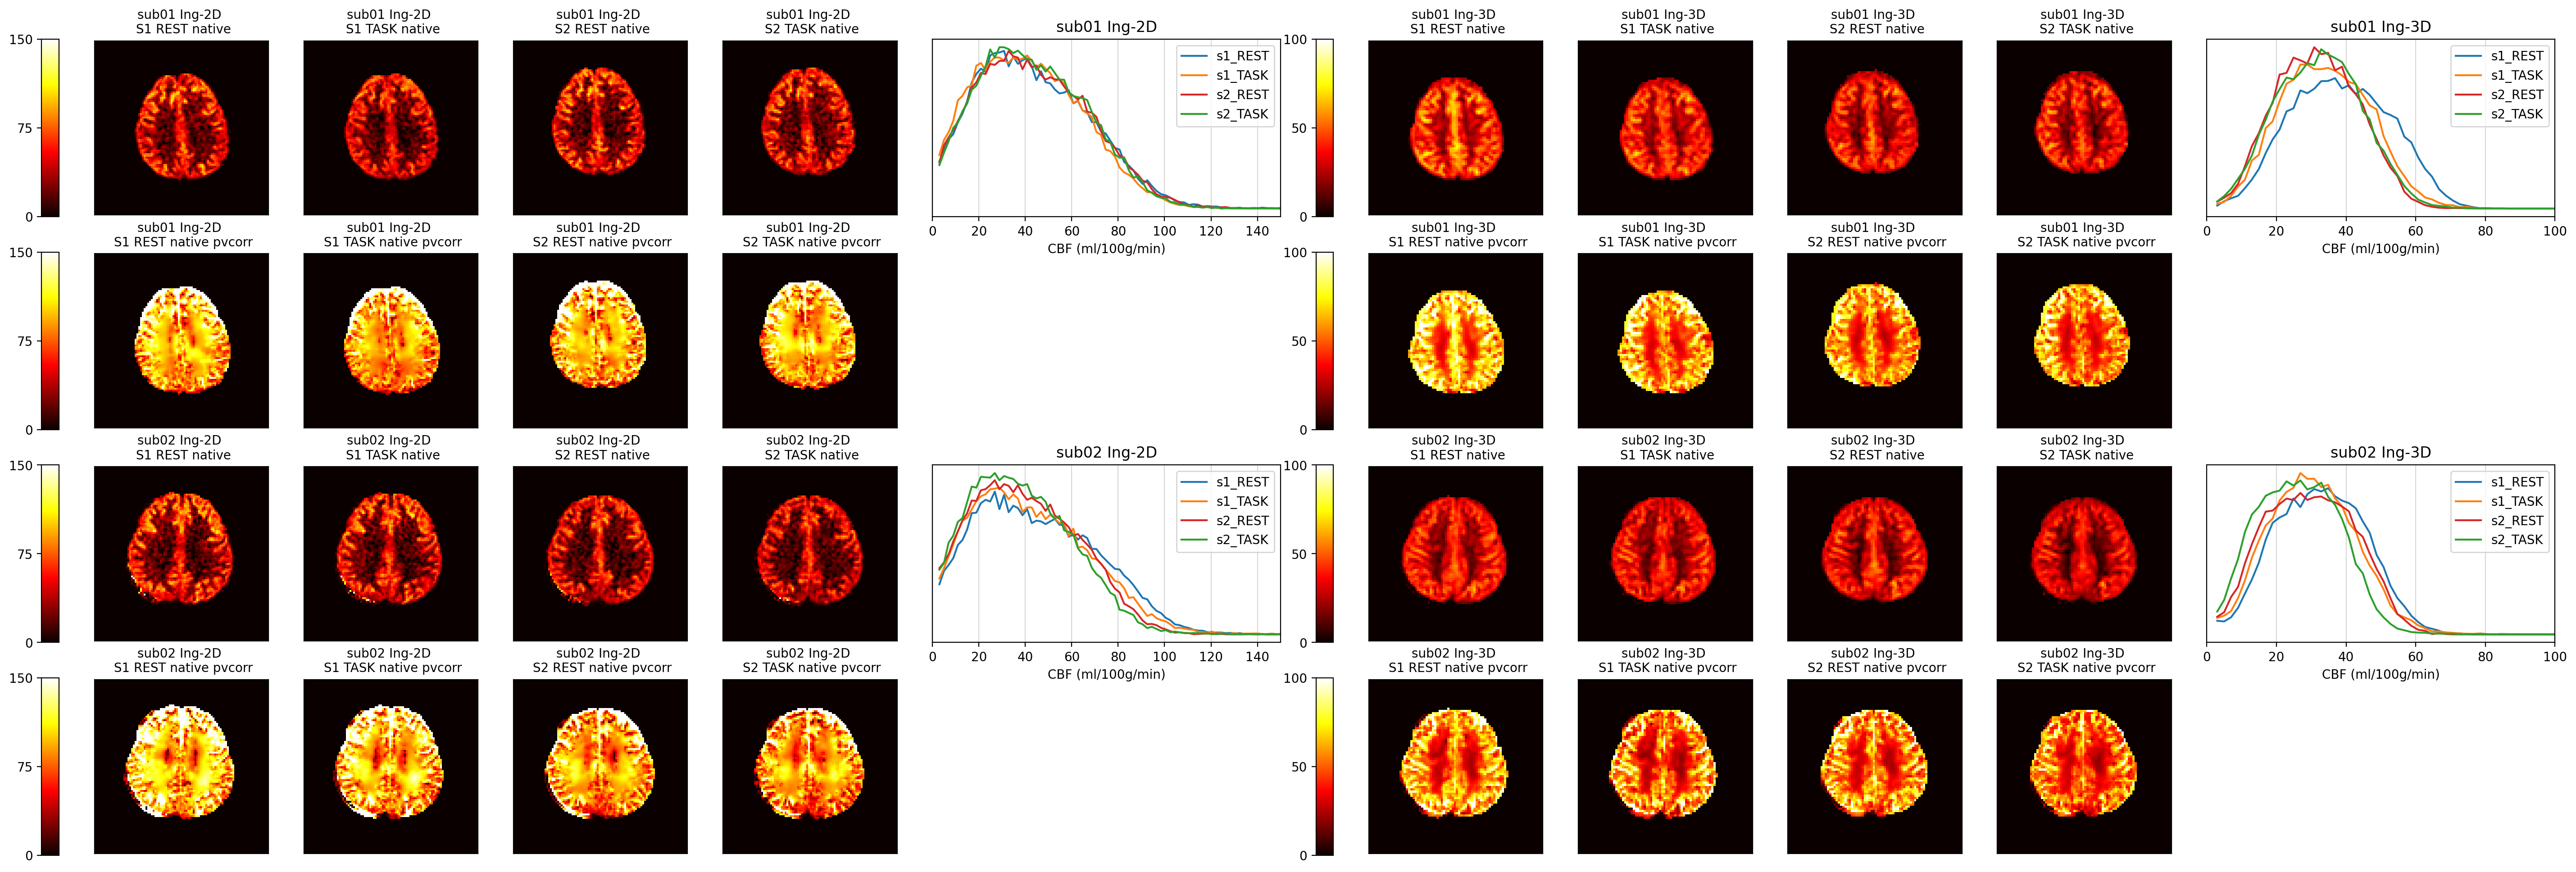 sub01 Ing-2D
S1 REST native
sub01 Ing-2D
S1 TASK native
sub01 Ing-2D
S2 REST native
sub01 Ing-2D
S2 TASK native
sub01 Ing-2D
150
75
0
s1_REST
s1_TASK
s2_REST
s2_TASK
0 20 40 60 80 100 120 140
CBF (ml/100g/min)
sub01 Ing-3D
S1 REST native
sub01 Ing-3D
S1 TASK native
sub01 Ing-3D
S2 REST native
sub01 Ing-3D
S2 TASK native
sub01 Ing-3D
100
50
0
s1_REST
s1_TASK
s2_REST
s2_TASK
0 20 40 60 80 100
CBF (ml/100g/min)
sub01 Ing-2D
S1 REST native pvcorr
sub01 Ing-2D
S1 TASK native pvcorr
sub01 Ing-2D
S2 REST native pvcorr
sub01 Ing-2D
S2 TASK native pvcorr
150
75
0
sub01 Ing-3D
S1 REST native pvcorr
sub01 Ing-3D
S1 TASK native pvcorr
sub01 Ing-3D
S2 REST native pvcorr
sub01 Ing-3D
S2 TASK native pvcorr
100
50
0
sub02 Ing-2D
S1 REST native
sub02 Ing-2D
S1 TASK native
sub02 Ing-2D
S2 REST native
sub02 Ing-2D
S2 TASK native
sub02 Ing-2D
150
75
0
s1_REST
s1_TASK
s2_REST
s2_TASK
0 20 40 60 80 100 120 140
CBF (ml/100g/min)
sub02 Ing-3D
S1 REST native
sub02 Ing-3D
S1 TASK native
sub02 Ing-3D
S2 REST native
sub02 Ing-3D
S2 TASK native
sub02 Ing-3D
100
50
0
s1_REST
s1_TASK
s2_REST
s2_TASK
0 20 40 60 80 100
CBF (ml/100g/min)
sub02 Ing-2D
S1 REST native pvcorr
sub02 Ing-2D
S1 TASK native pvcorr
sub02 Ing-2D
S2 REST native pvcorr
sub02 Ing-2D
S2 TASK native pvcorr
150
75
0
sub02 Ing-3D
S1 REST native pvcorr
sub02 Ing-3D
S1 TASK native pvcorr
sub02 Ing-3D
S2 REST native pvcorr
sub02 Ing-3D
S2 TASK native pvcorr
100
50
0